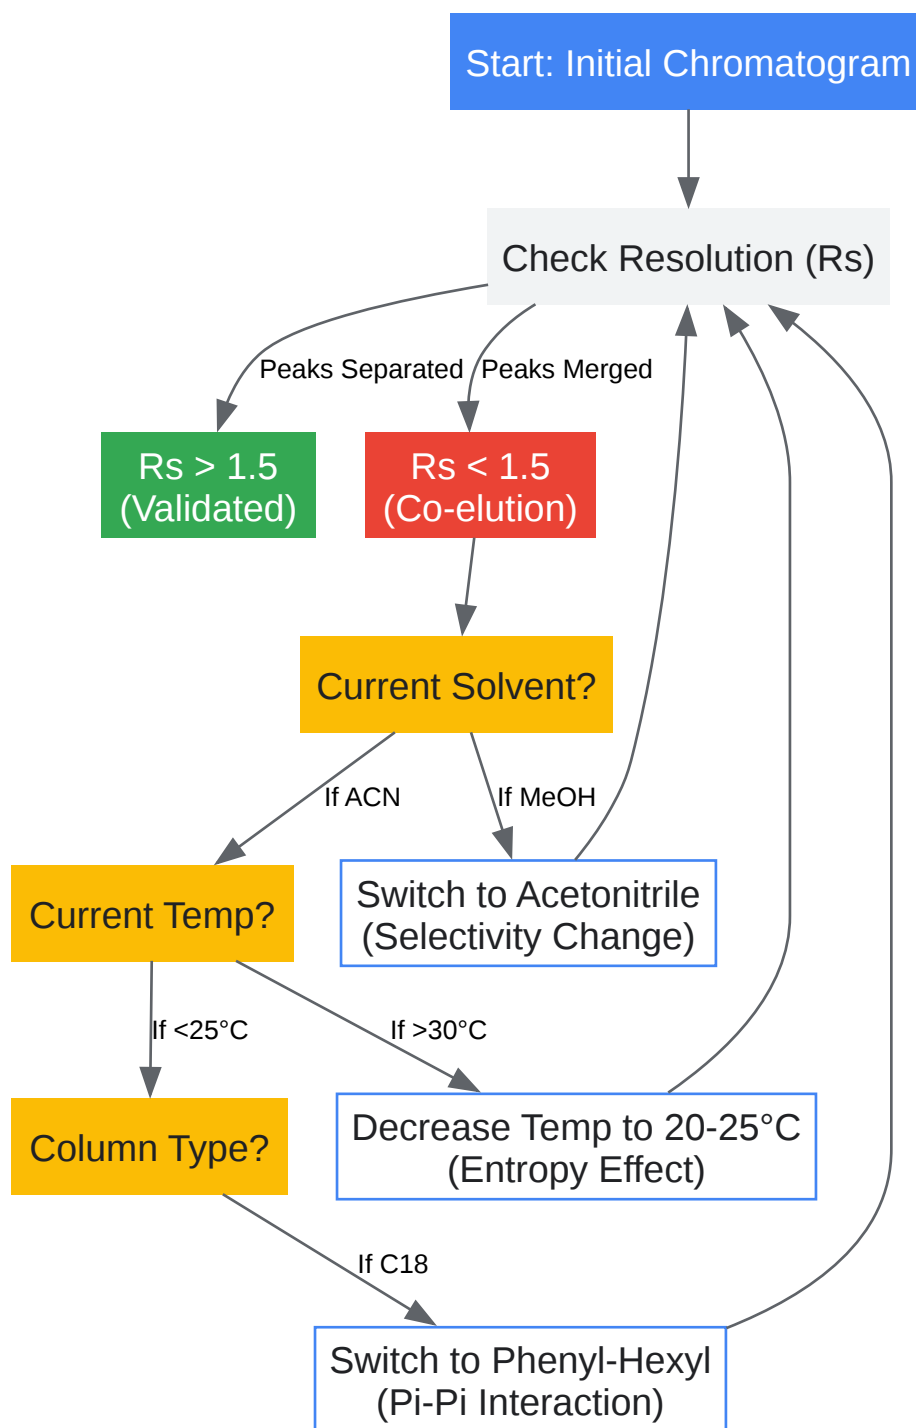 Start: Initial Chromatogram
Check Resolution (Rs)
Peaks Separated
Peaks Merged
Rs > 1.5
(Validated)
Rs < 1.5
(Co-elution)
Current Solvent?
If ACN
If MeOH
Current Temp?
Switch to Acetonitrile
(Selectivity Change)
If <25°C
If >30°C
Column Type?
Decrease Temp to 20-25°C
(Entropy Effect)
If C18
Switch to Phenyl-Hexyl
(Pi-Pi Interaction)